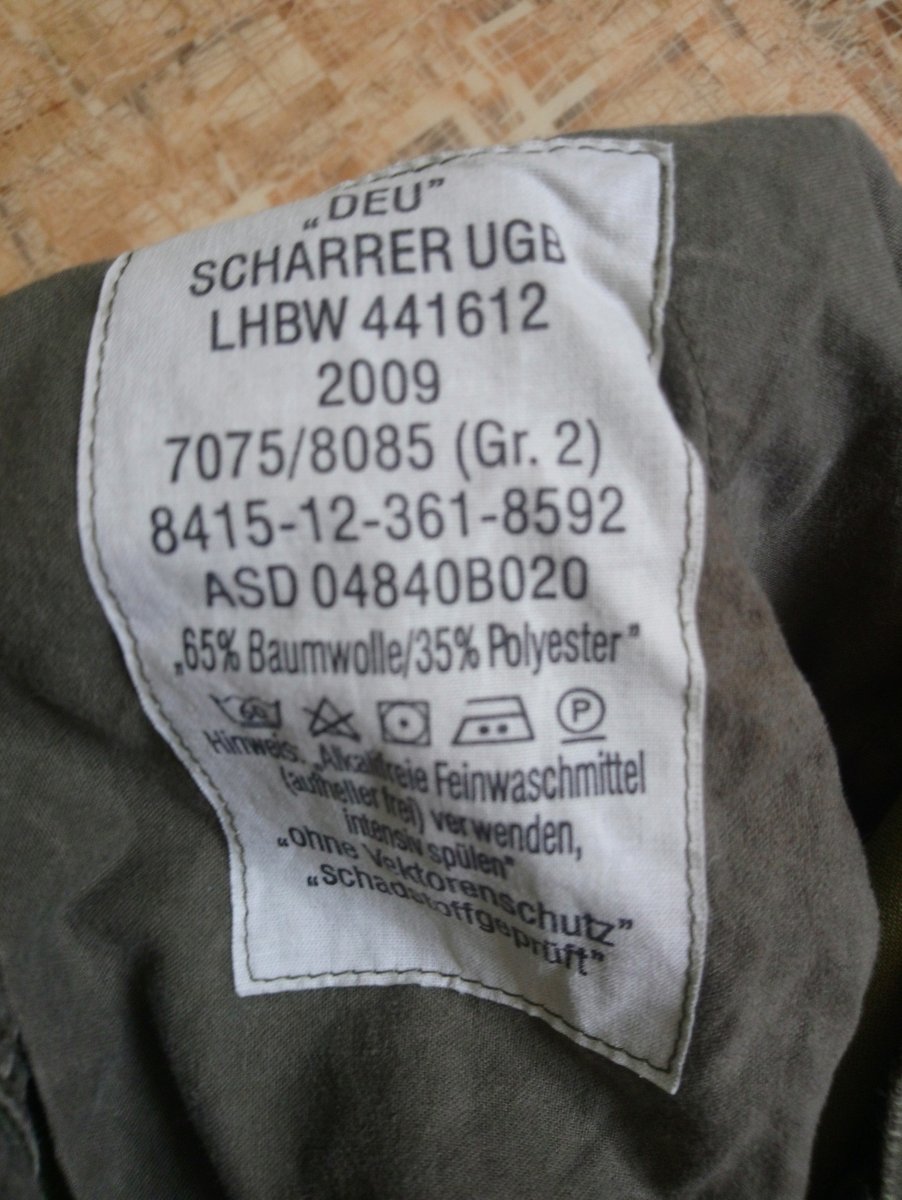 „DEU”
SCHARRER UGB
LHBW 441612
2009
7075/8085 (Gr. 2)
8415-12-361-8592
ASD 04840B020
„65% Baumwolle/35% Polyester”
P
Hinweis: „Alkalifreie Feinwaschmittel
(aufheller frei) verwenden,
intensiv spülen”
„ohne Vektorenschutz”
„schadstoffgeprüft”